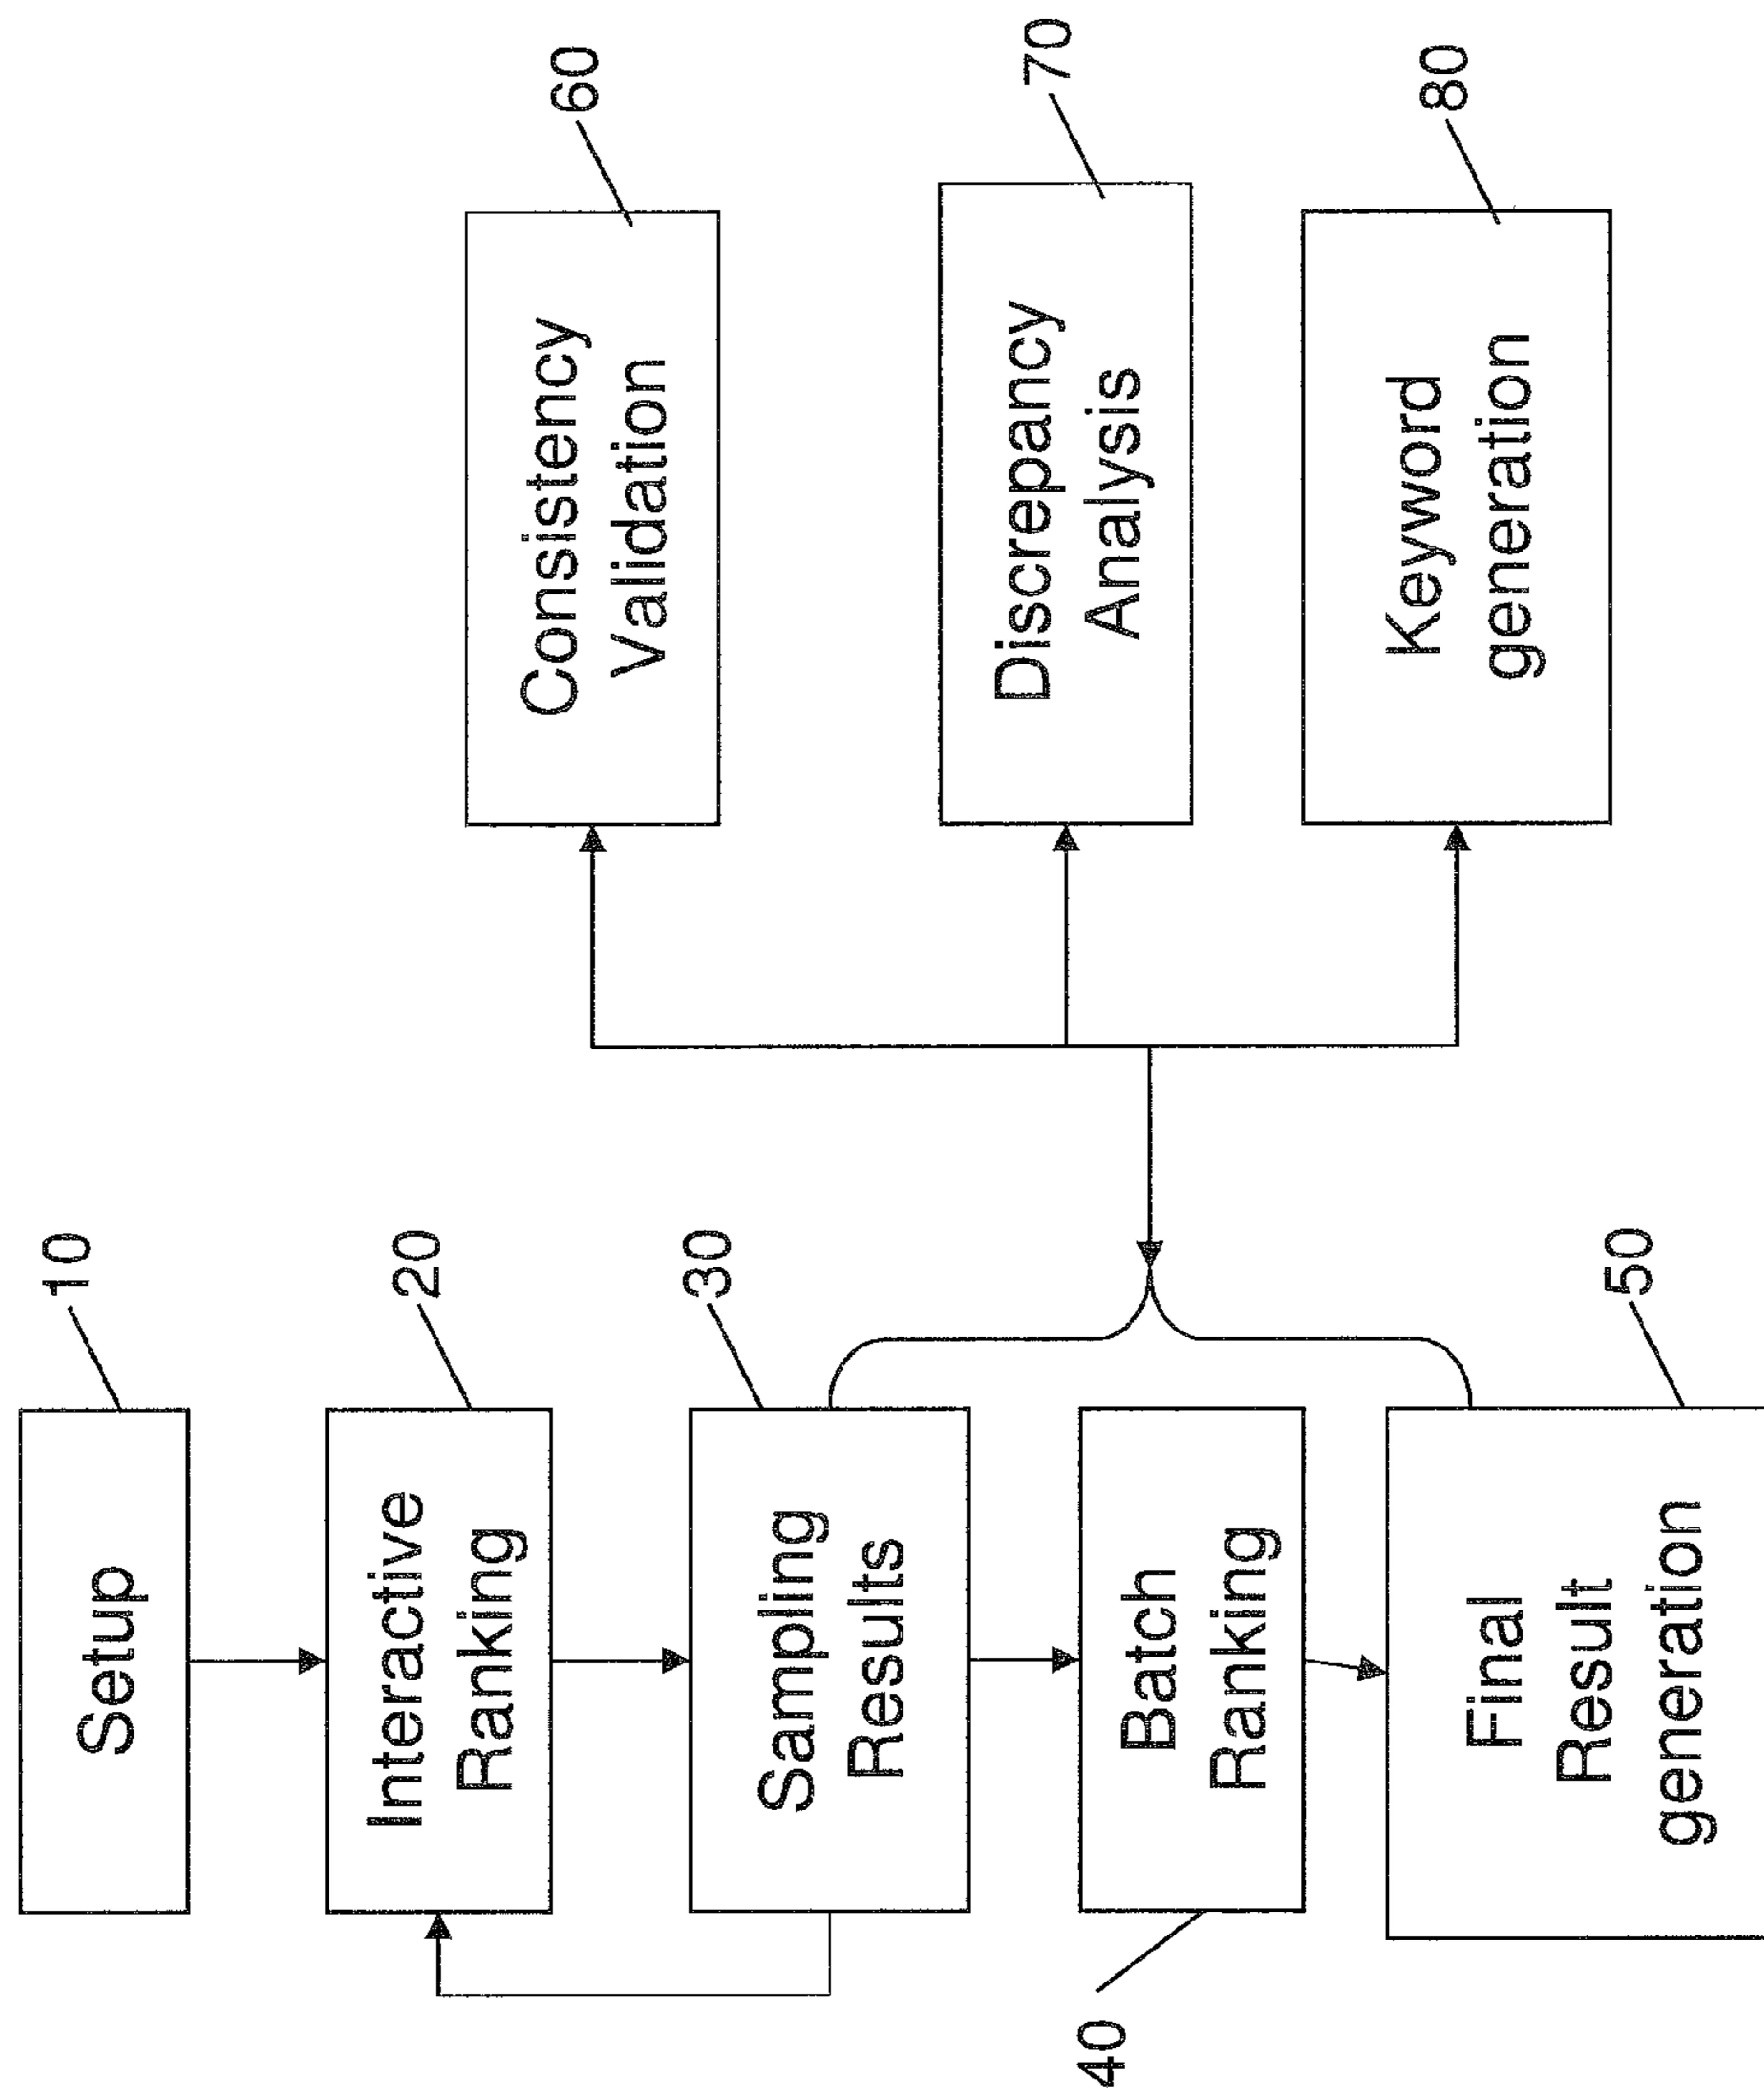 10
Setup
20
Interactive
Ranking
30
Sampling
Results
40
Batch
Ranking
50
Final
Result
generation
60
Consistency
Validation
70
Discrepancy
Analysis
80
Keyword
generation